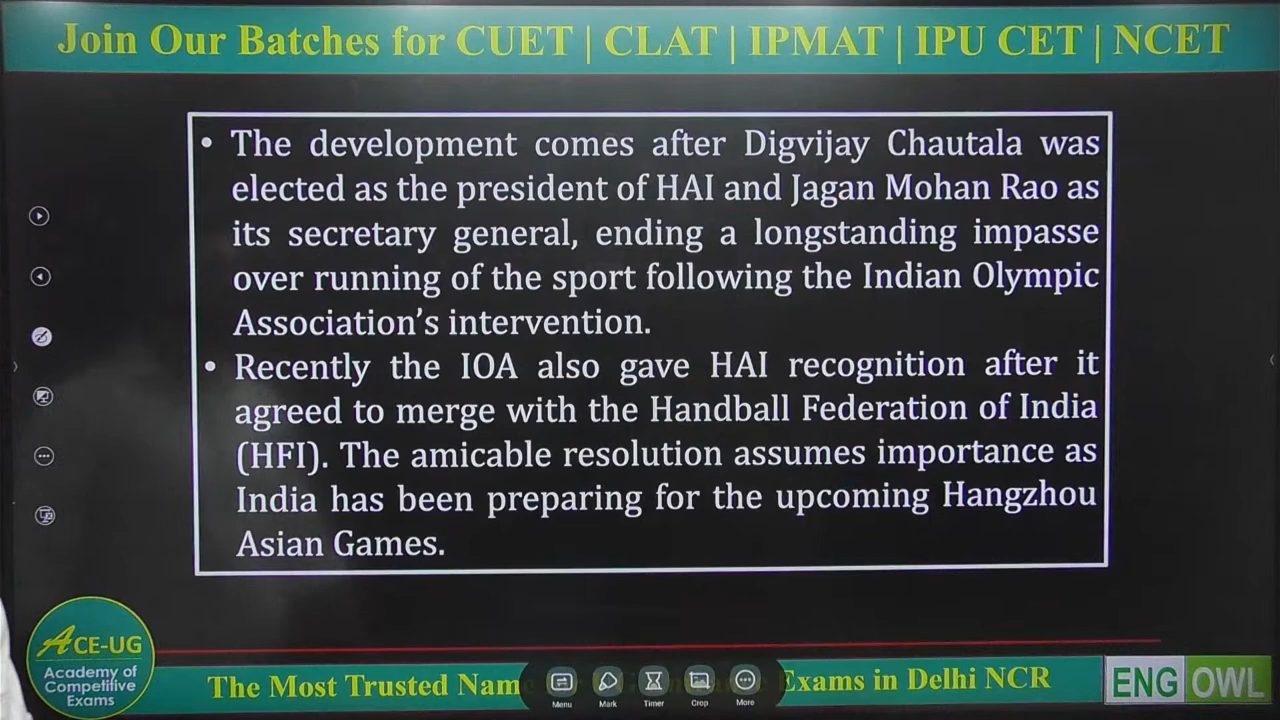 Join Our Batches for CUET | CLAT | IPMAT | IPU CET | NCET
• The development comes after Digvijay Chautala was
elected as the president of HAI and Jagan Mohan Rao as
its secretary general, ending a longstanding impasse
over running of the sport following the Indian Olympic
Association's intervention.
• Recently the IOA also gave HAI recognition after it
agreed to merge with the Handball Federation of India
(HFI). The amicable resolution assumes importance as
India has been preparing for the upcoming Hangzhou
Asian Games.
ACE-UG
Academy of
Competitive
Exams
The Most Trusted Name
Exams in Delhi NCR
Menu
Mark
Timer
Crop
More
ENG OWL